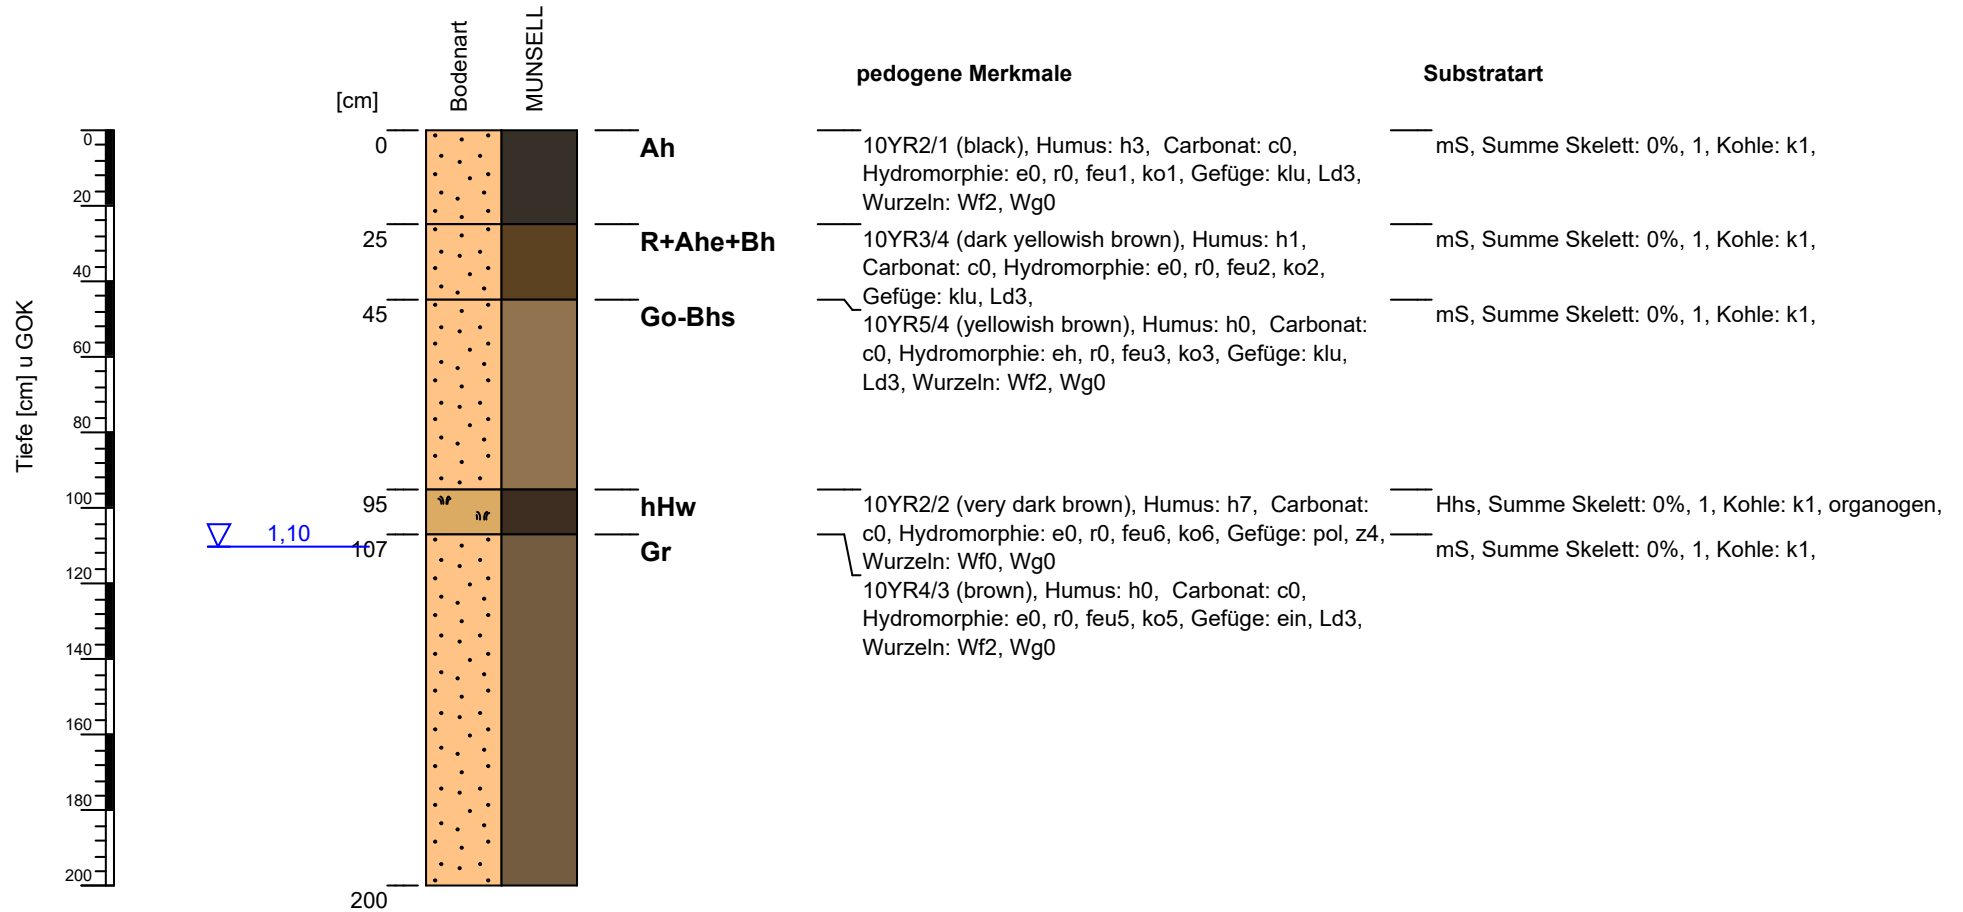 Bodenart
MUNSELL
pedogene Merkmale
Substratart
[cm]
Tiefe [cm] u GOK
0
20
40
60
80
100
120
140
160
180
200
0
Ah
10YR2/1 (black), Humus: h3,  Carbonat: c0,
Hydromorphie: e0, r0, feu1, ko1, Gefüge: klu, Ld3,
Wurzeln: Wf2, Wg0
mS, Summe Skelett: 0%, 1, Kohle: k1,
25
R+Ahe+Bh
10YR3/4 (dark yellowish brown), Humus: h1,
Carbonat: c0, Hydromorphie: e0, r0, feu2, ko2,
Gefüge: klu, Ld3,
mS, Summe Skelett: 0%, 1, Kohle: k1,
45
Go-Bhs
10YR5/4 (yellowish brown), Humus: h0,  Carbonat:
c0, Hydromorphie: eh, r0, feu3, ko3, Gefüge: klu,
Ld3, Wurzeln: Wf2, Wg0
mS, Summe Skelett: 0%, 1, Kohle: k1,
95
hHw
10YR2/2 (very dark brown), Humus: h7,  Carbonat:
c0, Hydromorphie: e0, r0, feu6, ko6, Gefüge: pol, z4,
Wurzeln: Wf0, Wg0
Hhs, Summe Skelett: 0%, 1, Kohle: k1, organogen,
1,10
107
Gr
10YR4/3 (brown), Humus: h0,  Carbonat: c0,
Hydromorphie: e0, r0, feu5, ko5, Gefüge: ein, Ld3,
Wurzeln: Wf2, Wg0
mS, Summe Skelett: 0%, 1, Kohle: k1,
200